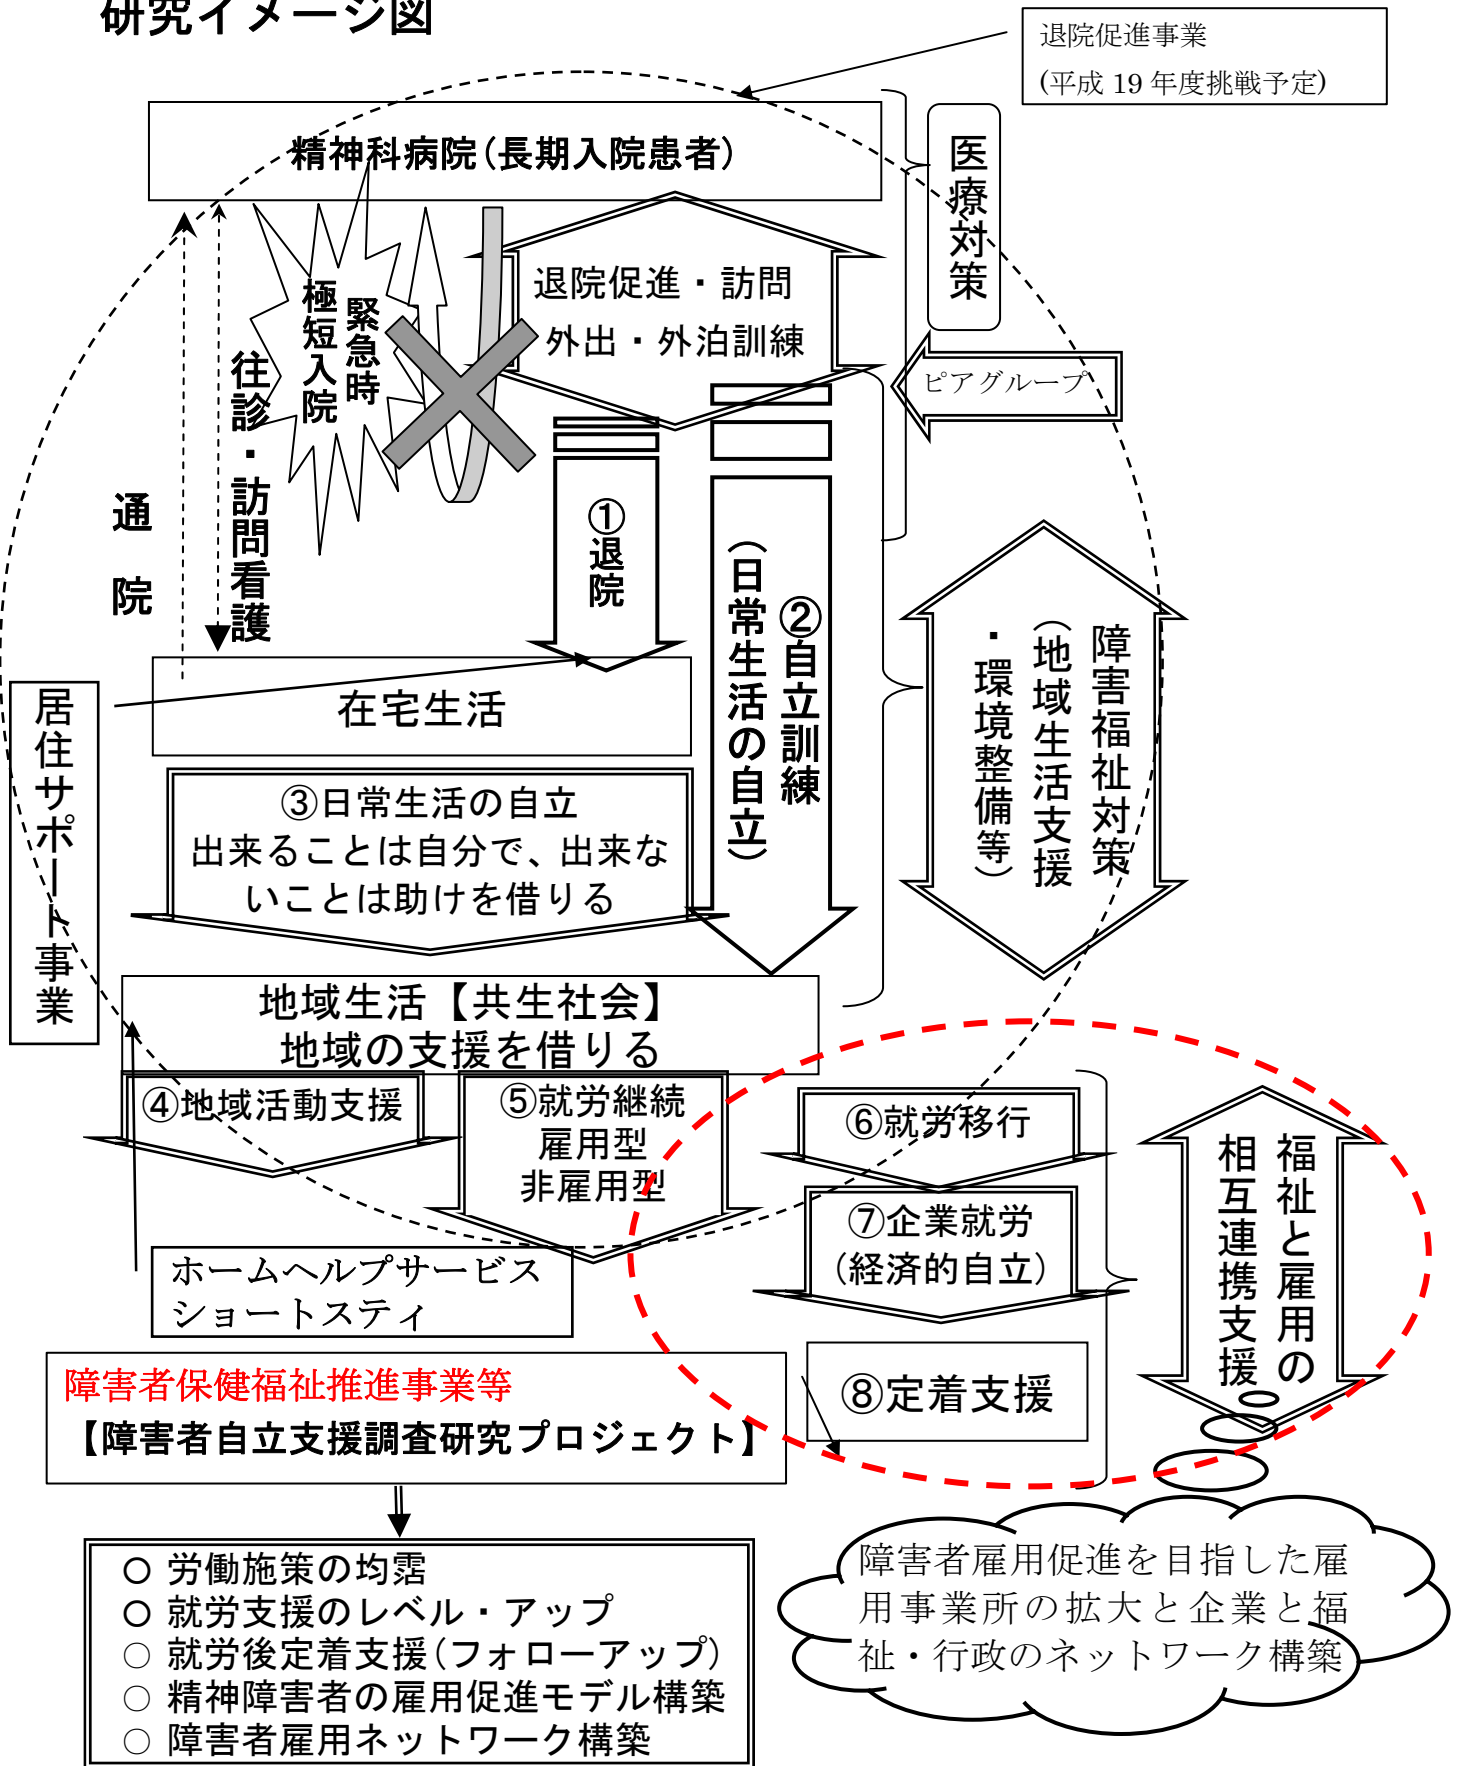 研究イメージ図
退院促進事業
(平成 19 年度挑戦予定)
精神科病院(長期入院患者)
医療対策
退院促進・訪問
外出・外泊訓練
緊急時
極短入院
往診・訪問看護
通院
ピアグループ
①退院
②自立訓練
(日常生活の自立)
障害福祉対策
(地域生活支援
・環境整備等)
在宅生活
居住サポート事業
③日常生活の自立
出来ることは自分で、出来な
いことは助けを借りる
地域生活【共生社会】
地域の支援を借りる
④地域活動支援
⑤就労継続
雇用型
非雇用型
⑥就労移行
⑦企業就労
(経済的自立)
⑧定着支援
福祉と雇用の
相互連携支援
ホームヘルプサービス
ショートスティ
障害者保健福祉推進事業等
【障害者自立支援調査研究プロジェクト】
○ 労働施策の均霑
○ 就労支援のレベル・アップ
○ 就労後定着支援(フォローアップ)
○ 精神障害者の雇用促進モデル構築
○ 障害者雇用ネットワーク構築
障害者雇用促進を目指した雇
用事業所の拡大と企業と福
祉・行政のネットワーク構築